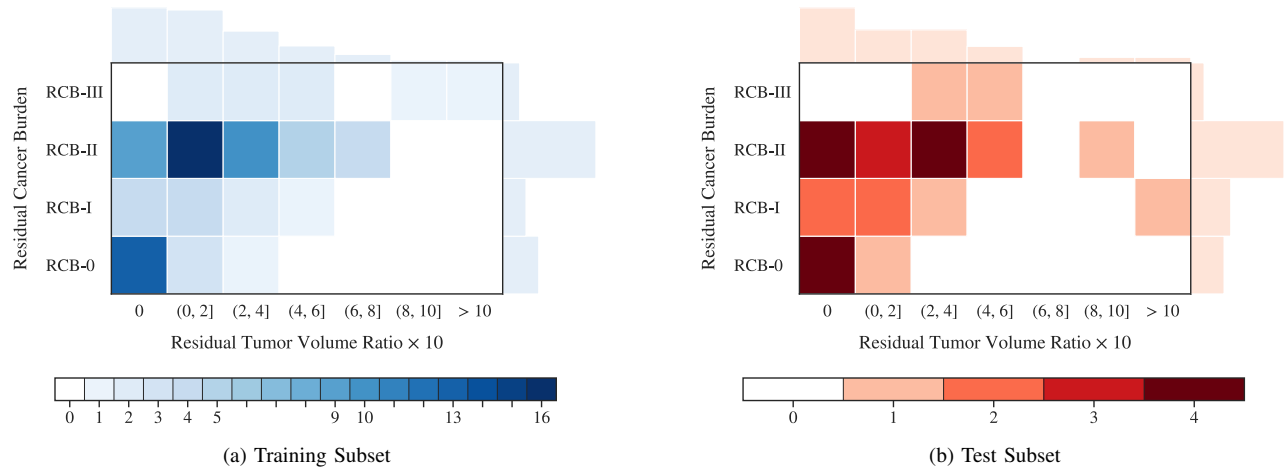 Residual Cancer Burden
RCB-III
RCB-II
RCB-I
RCB-0
0 (0, 2] (2, 4] (4, 6] (6, 8] (8, 10] > 10
Residual Tumor Volume Ratio × 10
0 1 2 3 4 5 9 10 13 16
(a) Training Subset
Residual Cancer Burden
RCB-III
RCB-II
RCB-I
RCB-0
0 (0, 2] (2, 4] (4, 6] (6, 8] (8, 10] > 10
Residual Tumor Volume Ratio × 10
0 1 2 3 4
(b) Test Subset